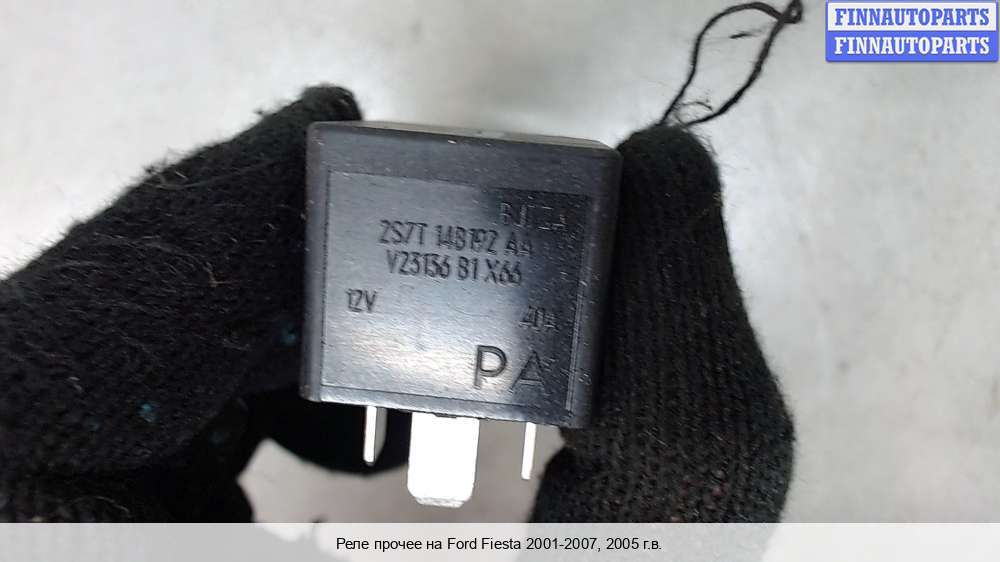 FINNAUTOPARTS
FINNAUTOPARTS
2S7T 14B192 AA
V23136 B1 X66
12V 40A
PA
Реле прочее на Ford Fiesta 2001-2007, 2005 г.в.